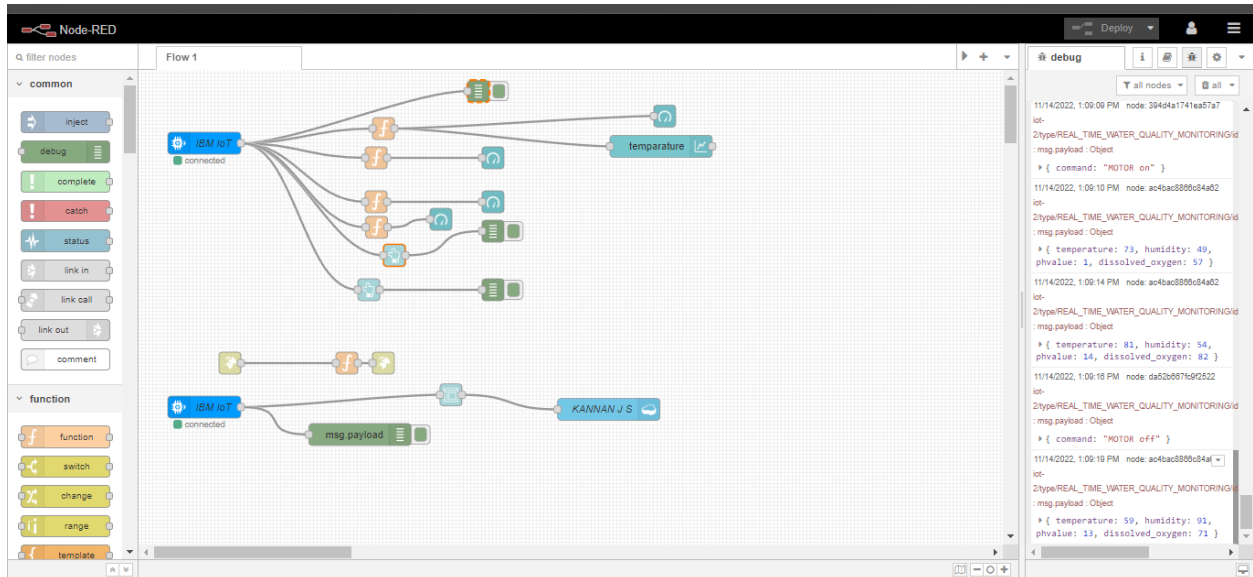 Node-RED
Deploy
filter nodes
Flow 1
debug
i
all nodes
all
common
inject
debug
complete
catch
status
link in
link call
link out
comment
function
function
switch
change
range
template
IBM IoT
connected
temparature
IBM IoT
connected
msg.payload
KANNAN J S
11/14/2022, 1:09:09 PM node: 394d4a1741ea57a7
iot-
2/type/REAL_TIME_WATER_QUALITY_MONITORING/id
: msg.payload : Object
{ command: "MOTOR on" }
11/14/2022, 1:09:10 PM node: ac4bac8866c84a62
iot-
2/type/REAL_TIME_WATER_QUALITY_MONITORING/id
: msg.payload : Object
{ temperature: 73, humidity: 49,
phvalue: 1, dissolved_oxygen: 57 }
11/14/2022, 1:09:14 PM node: ac4bac8866c84a62
iot-
2/type/REAL_TIME_WATER_QUALITY_MONITORING/id
: msg.payload : Object
{ temperature: 81, humidity: 54,
phvalue: 14, dissolved_oxygen: 82 }
11/14/2022, 1:09:16 PM node: da52b667fc9f2522
iot-
2/type/REAL_TIME_WATER_QUALITY_MONITORING/id
: msg.payload : Object
{ command: "MOTOR off" }
11/14/2022, 1:09:19 PM node: ac4bac8866c84a
iot-
2/type/REAL_TIME_WATER_QUALITY_MONITORING/id
: msg.payload : Object
{ temperature: 59, humidity: 91,
phvalue: 13, dissolved_oxygen: 71 }